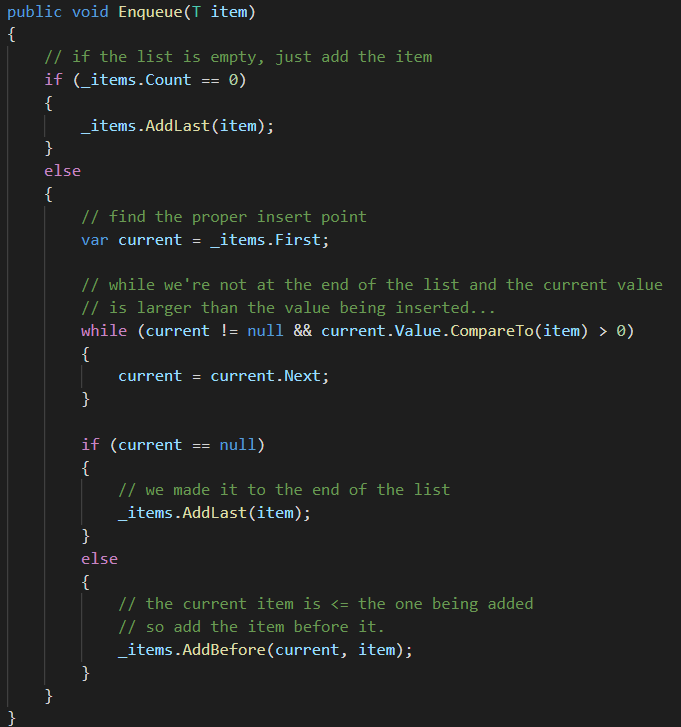 public void Enqueue(T item)
{
    // if the list is empty, just add the item
    if (_items.Count == 0)
    {
        _items.AddLast(item);
    }
    else
    {
        // find the proper insert point
        var current = _items.First;

        // while we're not at the end of the list and the current value
        // is larger than the value being inserted...
        while (current != null && current.Value.CompareTo(item) > 0)
        {
            current = current.Next;
        }

        if (current == null)
        {
            // we made it to the end of the list
            _items.AddLast(item);
        }
        else
        {
            // the current item is <= the one being added
            // so add the item before it.
            _items.AddBefore(current, item);
        }
    }
}